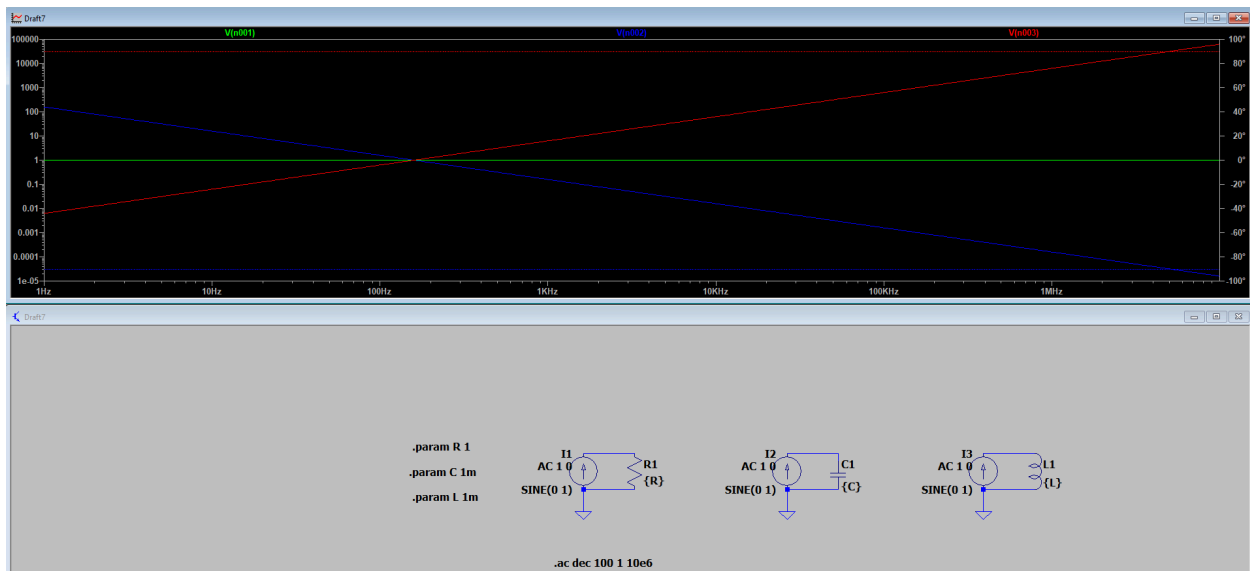 Draft7
V(n001) V(n002) V(n003)
100000 100°
10000 80°
1000 60°
100 40°
10 20°
1 0°
0.1 -20°
0.01 -40°
0.001 -60°
0.0001 -80°
1e-05 -100°
1Hz 10Hz 100Hz 1KHz 10KHz 100KHz 1MHz
Draft7
.param R 1
.param C 1m
.param L 1m
I1
AC 1 0
SINE(0 1)
R1
{R}
I2
AC 1 0
SINE(0 1)
C1
{C}
I3
AC 1 0
SINE(0 1)
L1
{L}
.ac dec 100 1 10e6